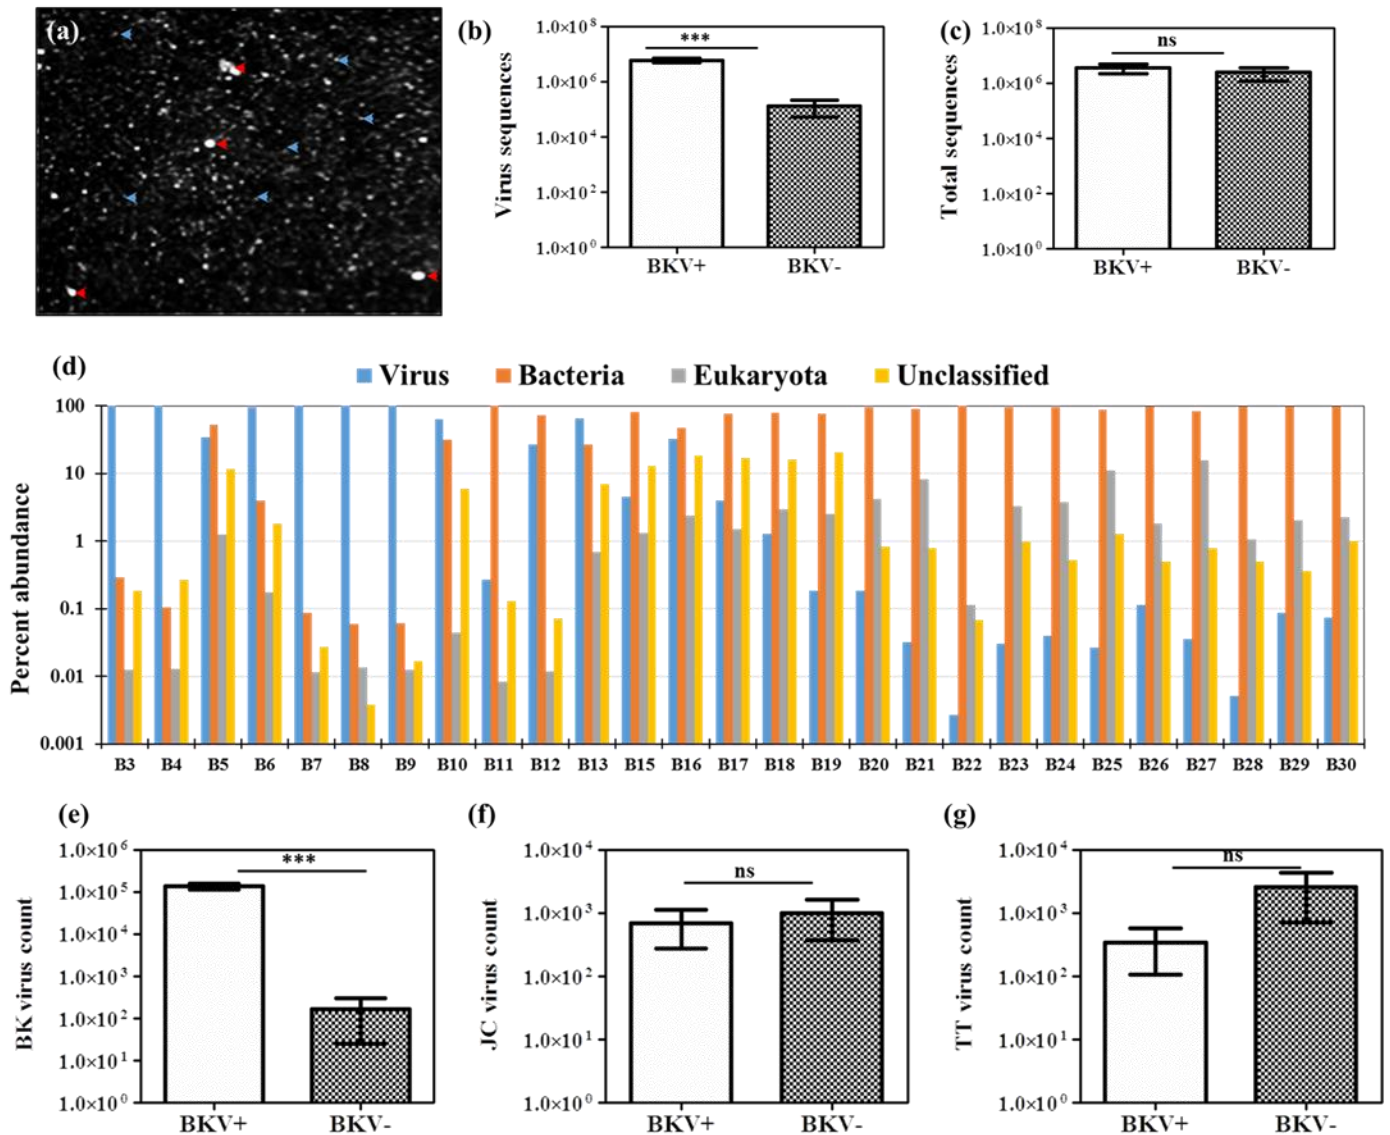 (a)
(b)
Virus sequences
1.0×10⁸
1.0×10⁶
1.0×10⁴
1.0×10²
1.0×10⁰
***
BKV+ BKV-
(c)
Total sequences
1.0×10⁸
1.0×10⁶
1.0×10⁴
1.0×10²
1.0×10⁰
ns
BKV+ BKV-
(d)
Virus Bacteria Eukaryota Unclassified
Percent abundance
100
10
1
0.1
0.01
0.001
B3 B4 B5 B6 B7 B8 B9 B10 B11 B12 B13 B15 B16 B17 B18 B19 B20 B21 B22 B23 B24 B25 B26 B27 B28 B29 B30
(e)
BK virus count
1.0×10⁶
1.0×10⁵
1.0×10⁴
1.0×10³
1.0×10²
1.0×10¹
1.0×10⁰
***
BKV+ BKV-
(f)
JC virus count
1.0×10⁴
1.0×10³
1.0×10²
1.0×10¹
1.0×10⁰
ns
BKV+ BKV-
(g)
TT virus count
1.0×10⁴
1.0×10³
1.0×10²
1.0×10¹
1.0×10⁰
ns
BKV+ BKV-